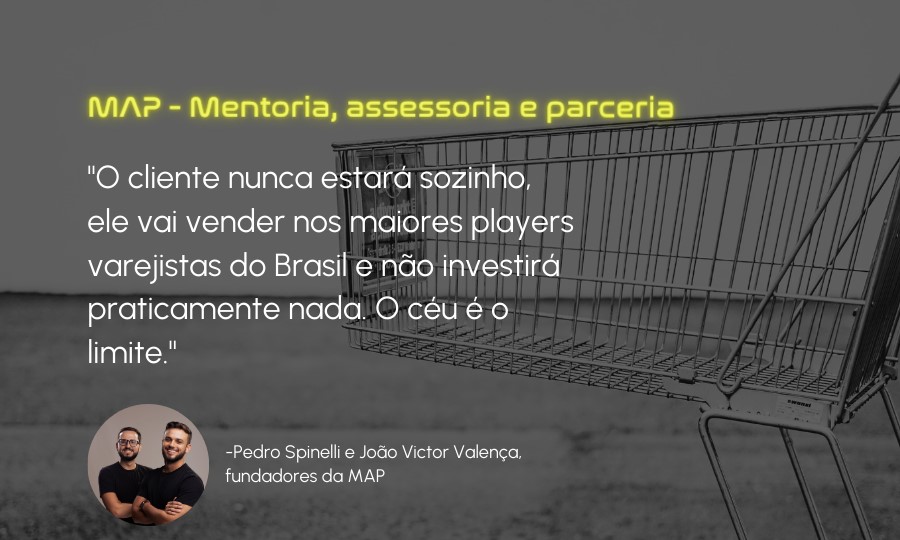 MAP - Mentoria, assessoria e parceria
"O cliente nunca estará sozinho,
ele vai vender nos maiores players
varejistas do Brasil e não investirá
praticamente nada. O céu é o
limite."
-Pedro Spinelli e João Victor Valença,
fundadores da MAP